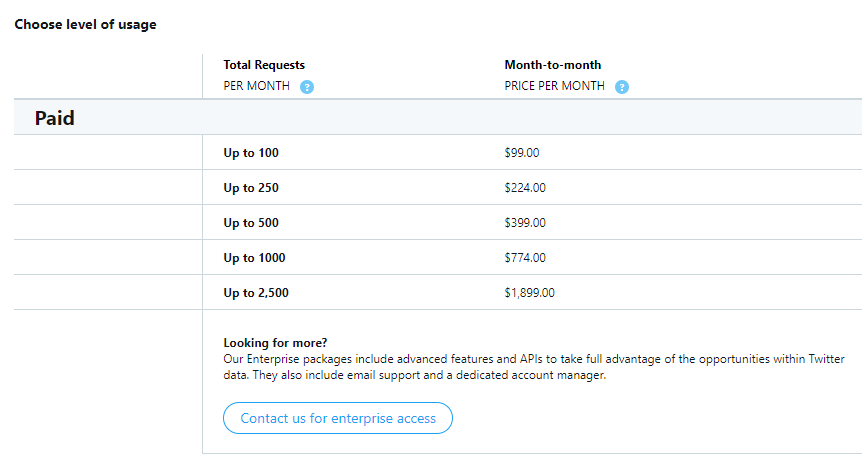 Choose level of usage
Total Requests Month-to-month
PER MONTH ? PRICE PER MONTH ?
Paid
Up to 100 $99.00
Up to 250 $224.00
Up to 500 $399.00
Up to 1000 $774.00
Up to 2,500 $1,899.00
Looking for more?
Our Enterprise packages include advanced features and APIs to take full advantage of the opportunities within Twitter
data. They also include email support and a dedicated account manager.
Contact us for enterprise access